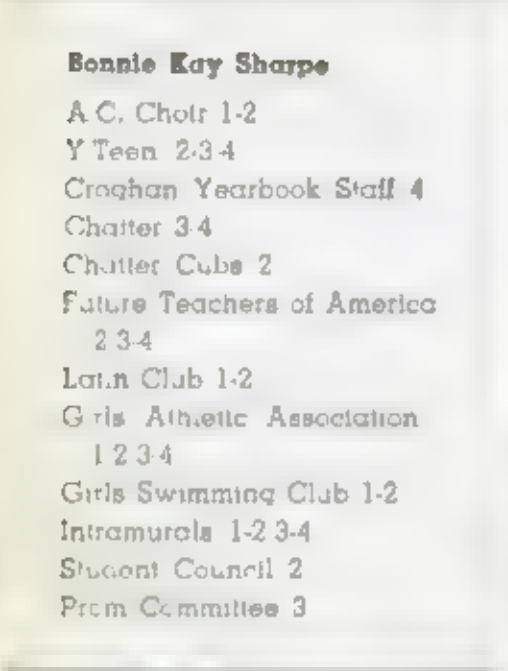 Bonnie Kay Sharpe
A C. Choir 1-2
Y Teen 2-3-4
Croghan Yearbook Staff 4
Chatter 3-4
Chatter Cubs 2
Future Teachers of America
2 3-4
Latin Club 1-2
Girls Athletic Association
1 2 3-4
Girls Swimming Club 1-2
Intramurals 1-2 3-4
Student Council 2
Prom Committee 3